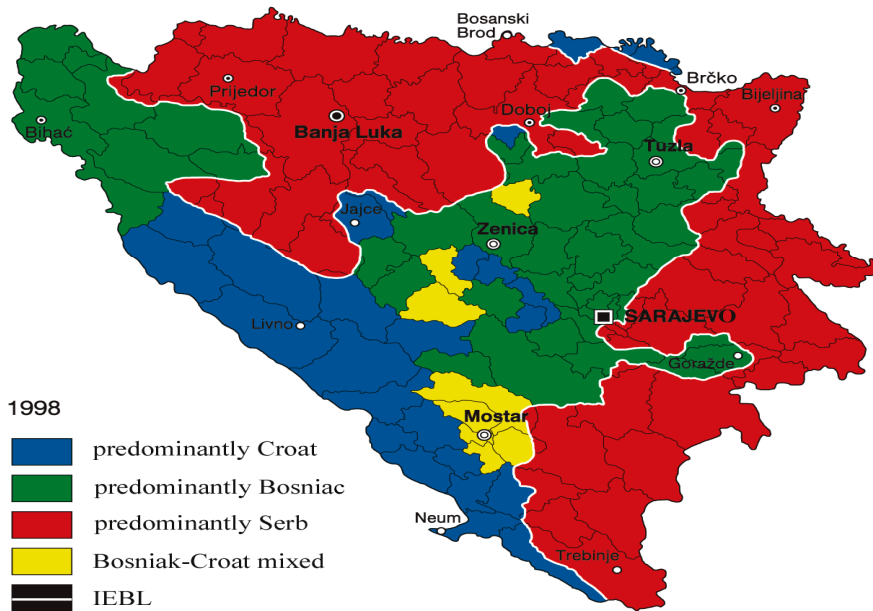 Bosanski
Brod
Brčko
Prijedor
Bijeljina
Banja Luka
Doboj
Bihać
Tuzla
Jajce
Zenica
Livno
SARAJEVO
Goražde
1998
Mostar
predominantly Croat
predominantly Bosniac
predominantly Serb
Neum
Bosniak-Croat mixed
Trebinje
IEBL